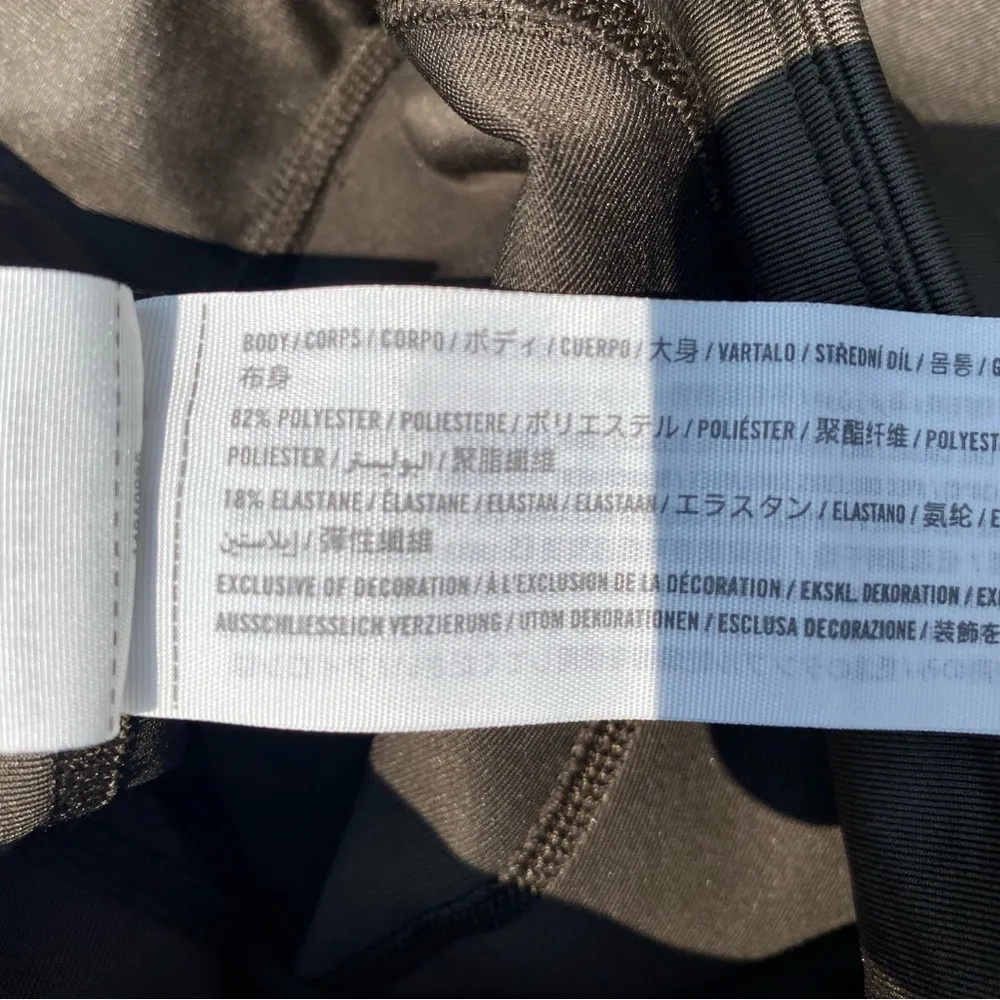 BODY / CORPS / CORPO / ボディ / CUERPO / 大身 / VARTALO / STŘEDNÍ DÍL / 몸통 / G
布身
82% POLYESTER / POLIESTERE / ポリエステル / POLIÉSTER / 聚酯纤维 / POLYEST
POLIESTER / البوليستر / 聚脂纖維
18% ELASTANE / ÉLASTANE / ELASTAN / ELASTAAN / エラスタン / ELASTANO / 氨纶 / E
إيلاستين / 彈性纖維
EXCLUSIVE OF DECORATION / À L'EXCLUSION DE LA DÉCORATION / EKSKL. DEKORATION / EX
AUSSCHLIESSLICH VERZIERUNG / UTOM DEKORATIONEN / ESCLUSA DECORAZIONE / 装飾を